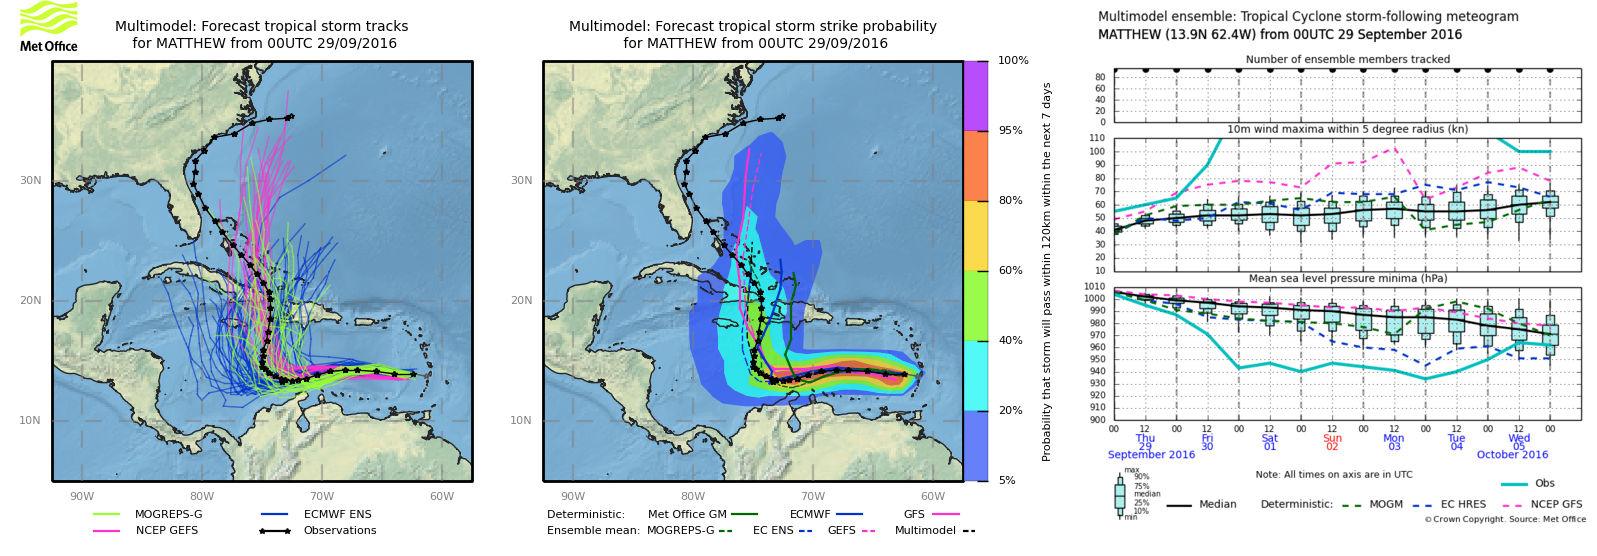 Met Office
Multimodel: Forecast tropical storm tracks
for MATTHEW from 00UTC 29/09/2016
30N
20N
10N
90W 80W 70W 60W
MOGREPS-G ECMWF ENS
NCEP GEFS Observations
Multimodel: Forecast tropical storm strike probability
for MATTHEW from 00UTC 29/09/2016
30N
20N
10N
90W 80W 70W 60W
100%
95%
80%
60%
40%
20%
5%
Probability that storm will pass within 120km within the next 7 days
Deterministic: Met Office GM ECMWF GFS
Ensemble mean: MOGREPS-G EC ENS GEFS Multimodel
Multimodel ensemble: Tropical Cyclone storm-following meteogram
MATTHEW (13.9N 62.4W) from 00UTC 29 September 2016
Number of ensemble members tracked
80
60
40
20
0
10m wind maxima within 5 degree radius (kn)
110
100
90
80
70
60
50
40
30
20
10
Mean sea level pressure minima (hPa)
1010
1000
990
980
970
960
950
940
930
920
910
900
00 12 00 12 00 12 00 12 00 12 00 12 00 12 00
Thu Fri Sat Sun Mon Tue Wed
29 30 01 02 03 04 05
September 2016 October 2016
max
90%
75%
median
25%
10%
min
Note: All times on axis are in UTC
Obs
Median Deterministic: MOGM EC HRES NCEP GFS
© Crown Copyright. Source: Met Office